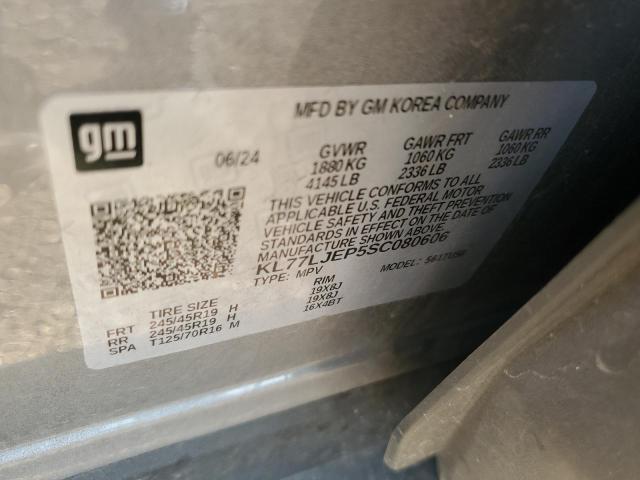 MFD BY GM KOREA COMPANY
gm
06/24
GVWR GAWR FRT GAWR RR
1880 KG 1060 KG 1060 KG
4145 LB 2336 LB 2336 LB
THIS VEHICLE CONFORMS TO ALL
APPLICABLE U.S. FEDERAL MOTOR
VEHICLE SAFETY AND THEFT PREVENTION
STANDARDS IN EFFECT ON THE DATE OF
MANUFACTURE SHOWN ABOVE.
KL77LJEP5SC080606
TYPE: MPV MODEL:
TIRE SIZE RIM
FRT 245/45R19 H 19X8J
RR 245/45R19 H 19X8J
SPA T125/70R16 M 16X4BT